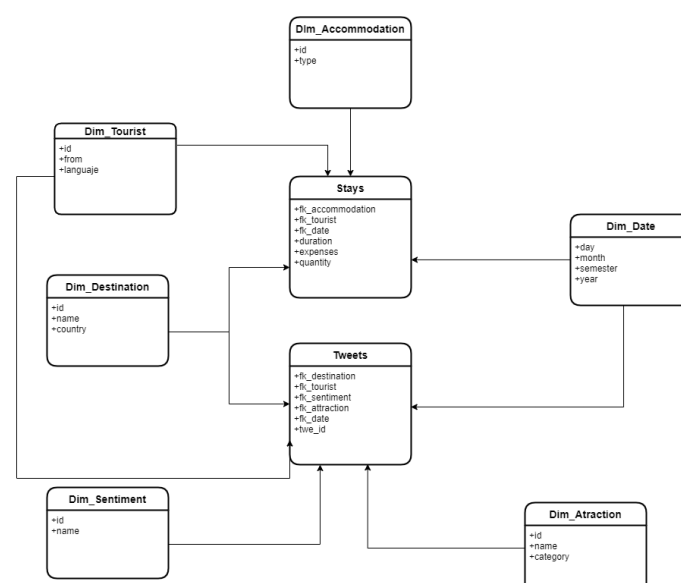 Dim_Accommodation
+id
+type
Dim_Tourist
+id
+from
+languaje
Stays
+fk_accommodation
+fk_tourist
+fk_date
+duration
+expenses
+quantity
Dim_Date
+day
+month
+semester
+year
Dim_Destination
+id
+name
+country
Tweets
+fk_destination
+fk_tourist
+fk_sentiment
+fk_attraction
+fk_date
+twe_id
Dim_Sentiment
+id
+name
Dim_Atraction
+id
+name
+category